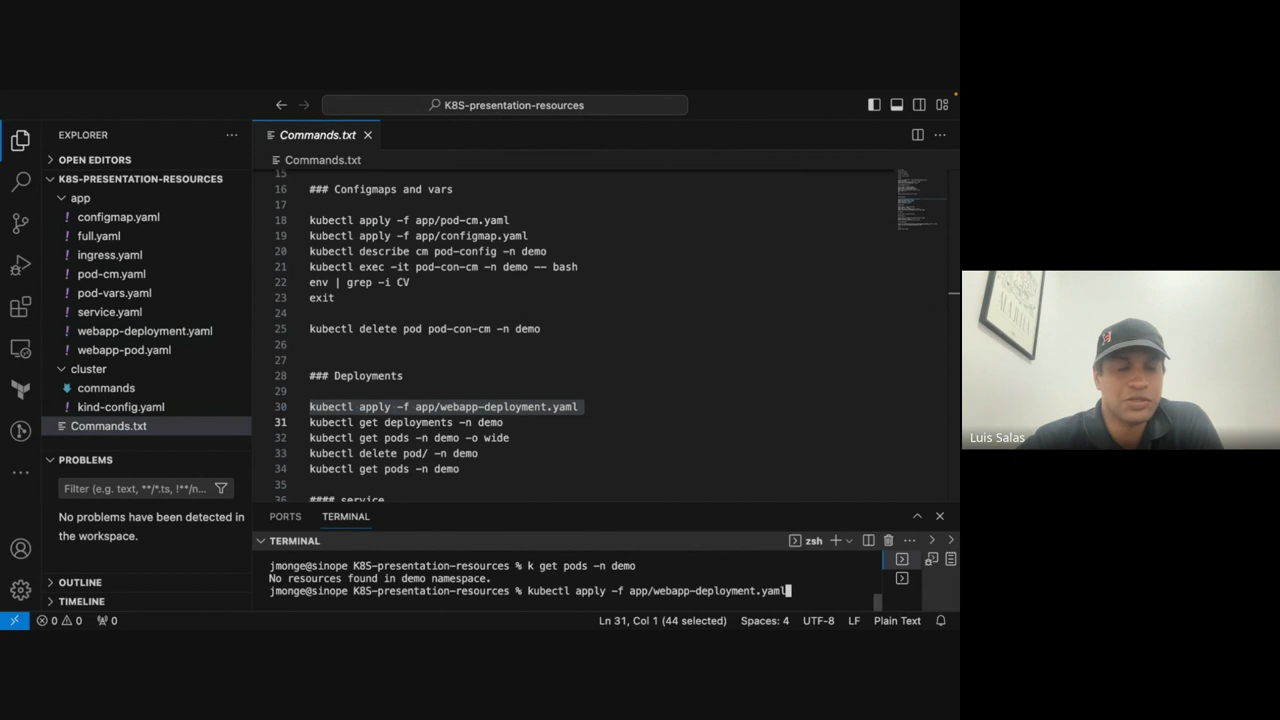 K8S-presentation-resources
EXPLORER
OPEN EDITORS
K8S-PRESENTATION-RESOURCES
app
! configmap.yaml
! full.yaml
! ingress.yaml
! pod-cm.yaml
! pod-vars.yaml
! service.yaml
! webapp-deployment.yaml
! webapp-pod.yaml
cluster
commands
! kind-config.yaml
Commands.txt
PROBLEMS
Filter (e.g. text, **/*.ts, !**/n...
No problems have been detected in
the workspace.
OUTLINE
TIMELINE
Commands.txt
Commands.txt
15
16 ### Configmaps and vars
17
18 kubectl apply -f app/pod-cm.yaml
19 kubectl apply -f app/configmap.yaml
20 kubectl describe cm pod-config -n demo
21 kubectl exec -it pod-con-cm -n demo -- bash
22 env | grep -i CV
23 exit
24
25 kubectl delete pod pod-con-cm -n demo
26
27
28 ### Deployments
29
30 kubectl apply -f app/webapp-deployment.yaml
31 kubectl get deployments -n demo
32 kubectl get pods -n demo -o wide
33 kubectl delete pod/ -n demo
34 kubectl get pods -n demo
36 #### service
PORTS TERMINAL
TERMINAL zsh
jmonge@sinope K8S-presentation-resources % k get pods -n demo
No resources found in demo namespace.
jmonge@sinope K8S-presentation-resources % kubectl apply -f app/webapp-deployment.yaml
0 0 0 Ln 31, Col 1 (44 selected) Spaces: 4 UTF-8 LF Plain Text
Luis Salas